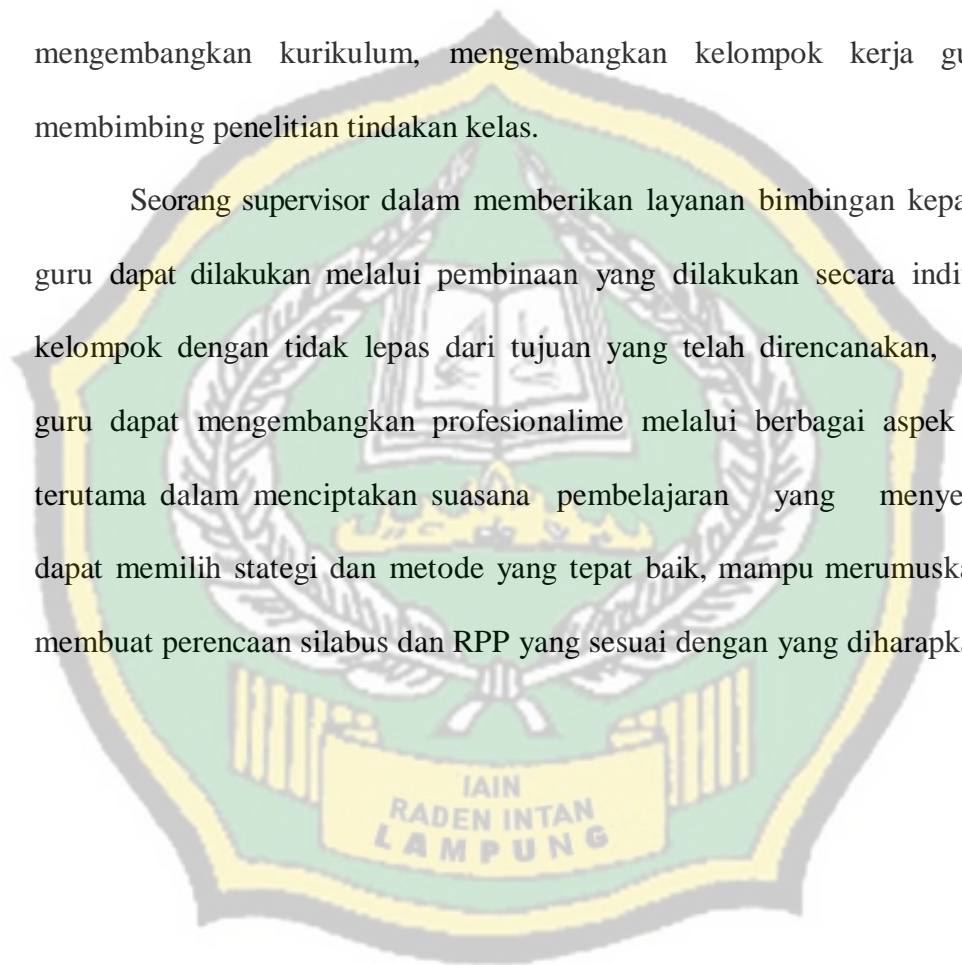 mengembangkan kurikulum, mengembangkan kelompok kerja gu
membimbing penelitian tindakan kelas.
Seorang supervisor dalam memberikan layanan bimbingan kepa
guru dapat dilakukan melalui pembinaan yang dilakukan secara indi
kelompok dengan tidak lepas dari tujuan yang telah direncanakan,
guru dapat mengembangkan profesionalime melalui berbagai aspek
terutama dalam menciptakan suasana pembelajaran yang menye
dapat memilih stategi dan metode yang tepat baik, mampu merumuska
membuat perencaan silabus dan RPP yang sesuai dengan yang diharapka
IAIN
RADEN INTAN
LAMPUNG